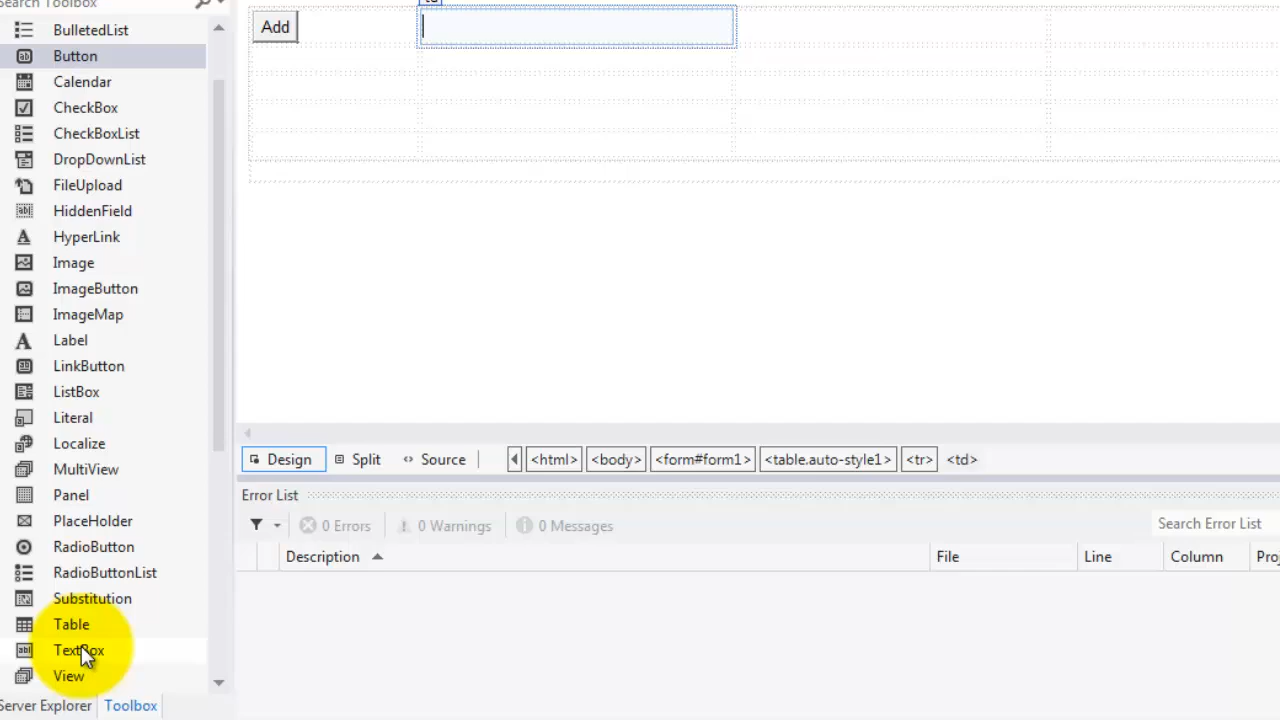 Search Toolbox
BulletedList
Button
Calendar
CheckBox
CheckBoxList
DropDownList
FileUpload
HiddenField
HyperLink
Image
ImageButton
ImageMap
Label
LinkButton
ListBox
Literal
Localize
MultiView
Panel
PlaceHolder
RadioButton
RadioButtonList
Substitution
Table
TextBox
View
Server Explorer Toolbox
Add
td
Design Split Source <html> <body> <form#form1> <table.auto-style1> <tr> <td>
Error List
0 Errors 0 Warnings 0 Messages Search Error List
Description File Line Column Proj